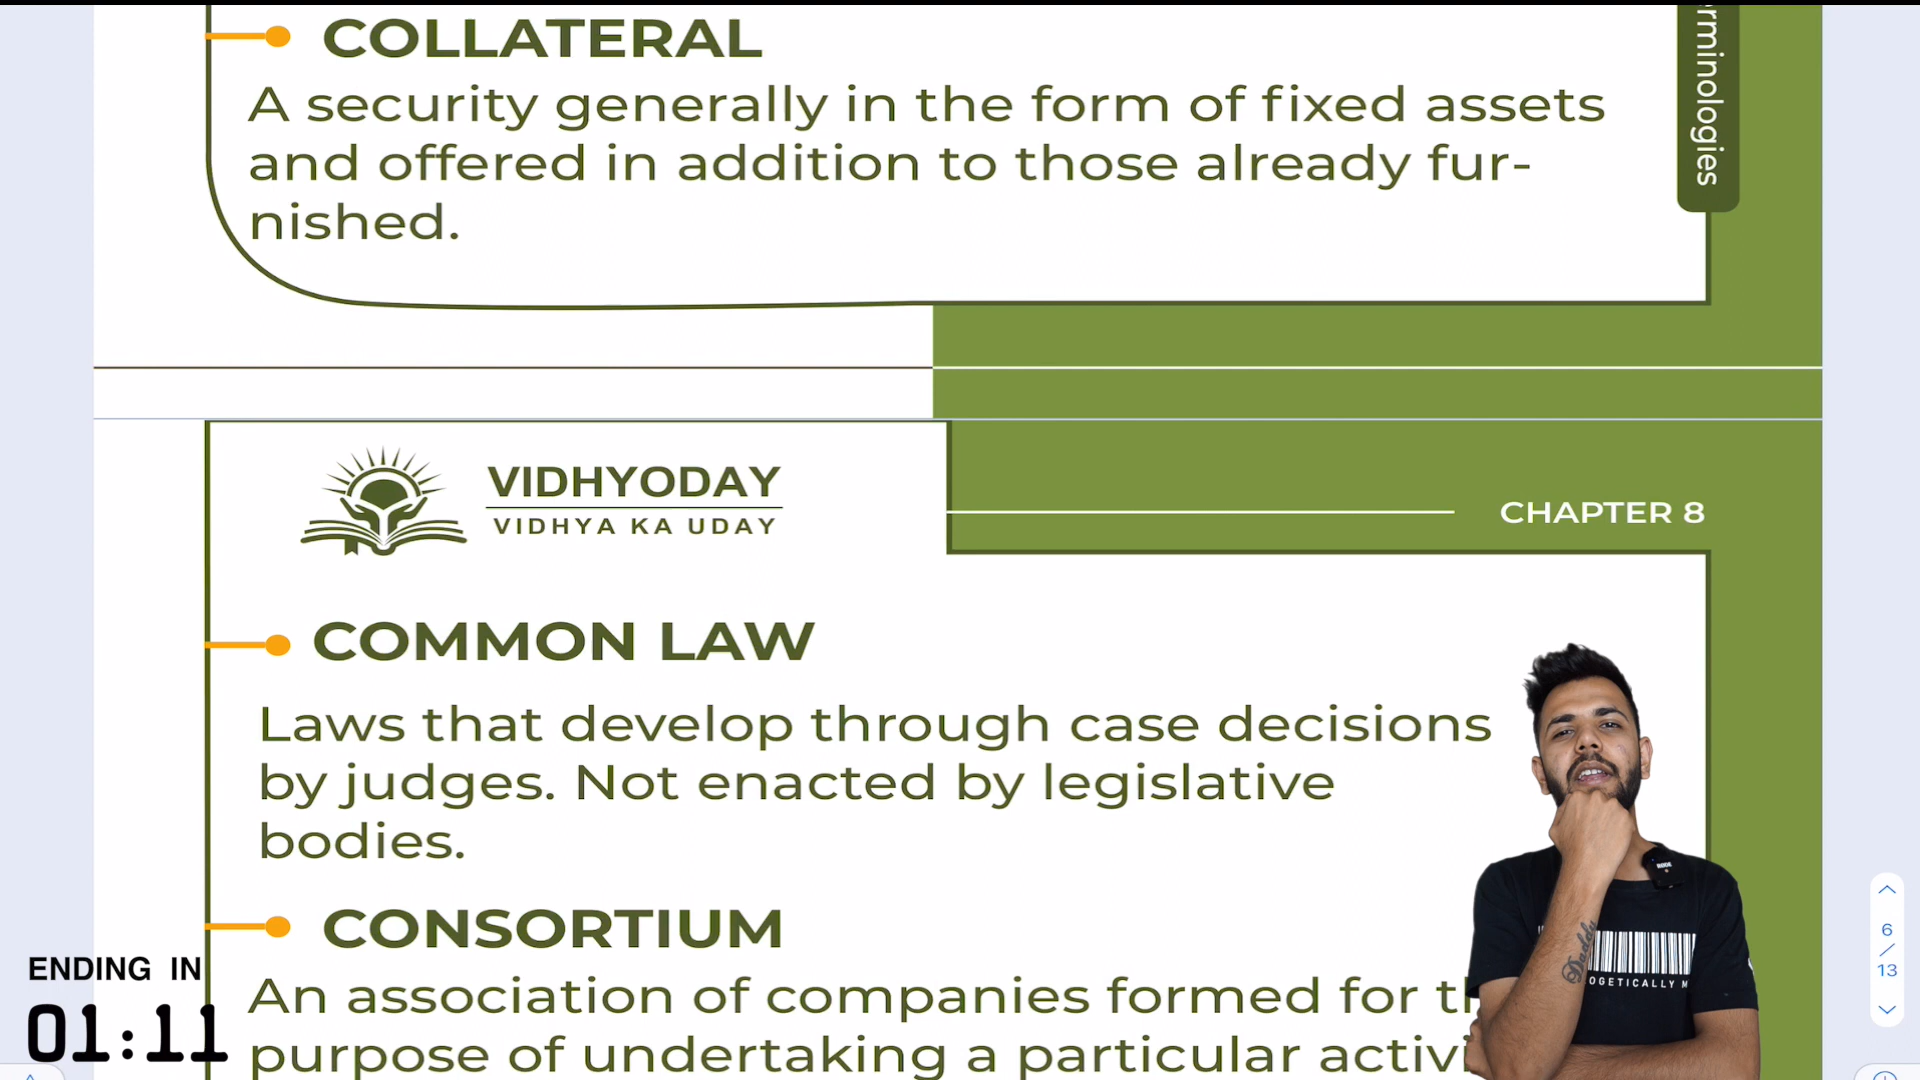 COLLATERAL
A security generally in the form of fixed assets
and offered in addition to those already fur-
nished.
rminologies
VIDHYODAY
VIDHYA KA UDAY
CHAPTER 8
COMMON LAW
Laws that develop through case decisions
by judges. Not enacted by legislative
bodies.
CONSORTIUM
An association of companies formed for
purpose of undertaking a particular
ENDING IN
01:11
6
/
13
RODE
Daddy
OGETICALLY M